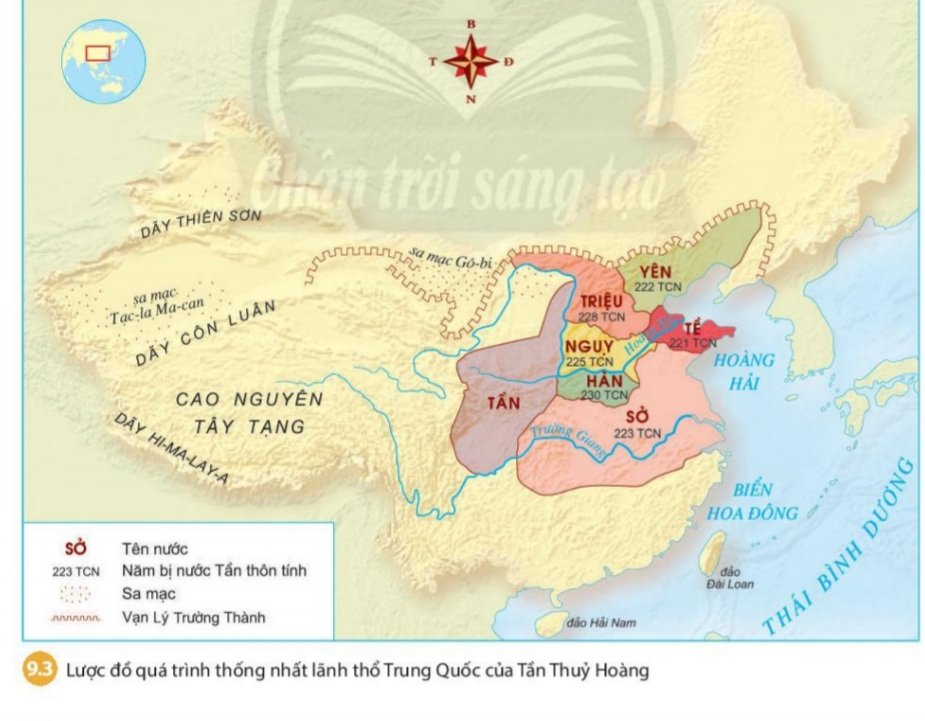 B
T Đ
N
Chân trời sáng tạo
DÃY THIÊN SƠN
sa mạc Gô-bi
sa mạc
Tac-la Ma-can
DÃY CÔN LUÂN
CAO NGUYÊN
TÂY TẠNG
DÃY HI-MA-LAY-A
YÊN
222 TCN
TRIỆU
228 TCN
TỀ
221 TCN
NGỤY
225 TCN
HÀN
230 TCN
TẦN
SỞ
223 TCN
Trường Giang
HOÀNG
HẢI
BIỂN
HOA ĐÔNG
THÁI BÌNH DƯƠNG
đảo
Đài Loan
đảo Hải Nam
SỞ Tên nước
223 TCN Năm bị nước Tần thôn tính
Sa mạc
Vạn Lý Trường Thành
9.3 Lược đồ quá trình thống nhất lãnh thổ Trung Quốc của Tần Thuỷ Hoàng